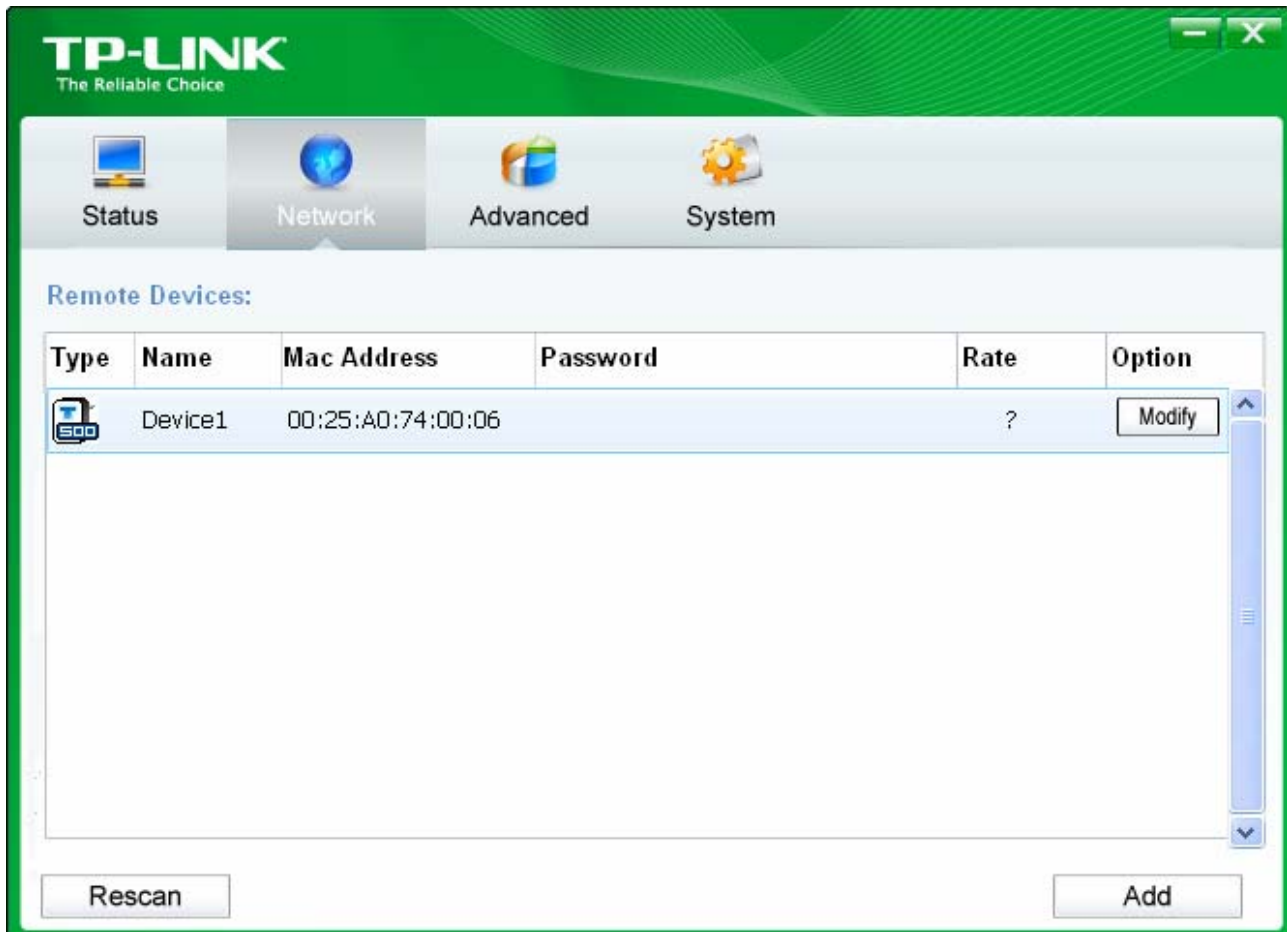 TP-LINK
The Reliable Choice
Status Network Advanced System
Remote Devices:
Type Name Mac Address Password Rate Option
T 500 Device1 00:25:A0:74:00:06 ? Modify
Rescan Add